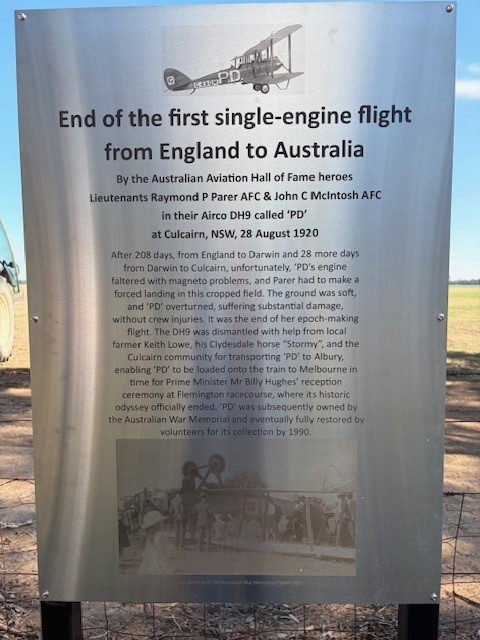 G
G-EAQM
PD
End of the first single-engine flight
from England to Australia
By the Australian Aviation Hall of Fame heroes
Lieutenants Raymond P Parer AFC & John C McIntosh AFC
in their Airco DH9 called ‘PD’
at Culcairn, NSW, 28 August 1920
After 208 days, from England to Darwin and 28 more days
from Darwin to Culcairn, unfortunately, ‘PD’s engine
faltered with magneto problems, and Parer had to make a
forced landing in this cropped field. The ground was soft,
and ‘PD’ overturned, suffering substantial damage,
without crew injuries. It was the end of her epoch-making
flight. The DH9 was dismantled with help from local
farmer Keith Lowe, his Clydesdale horse “Stormy”, and the
Culcairn community for transporting ‘PD’ to Albury,
enabling ‘PD’ to be loaded onto the train to Melbourne in
time for Prime Minister Mr Billy Hughes’ reception
ceremony at Flemington racecourse, where its historic
odyssey officially ended. ‘PD’ was subsequently owned by
the Australian War Memorial and eventually fully restored by
volunteers for its collection by 1990.
Australian War Memorial